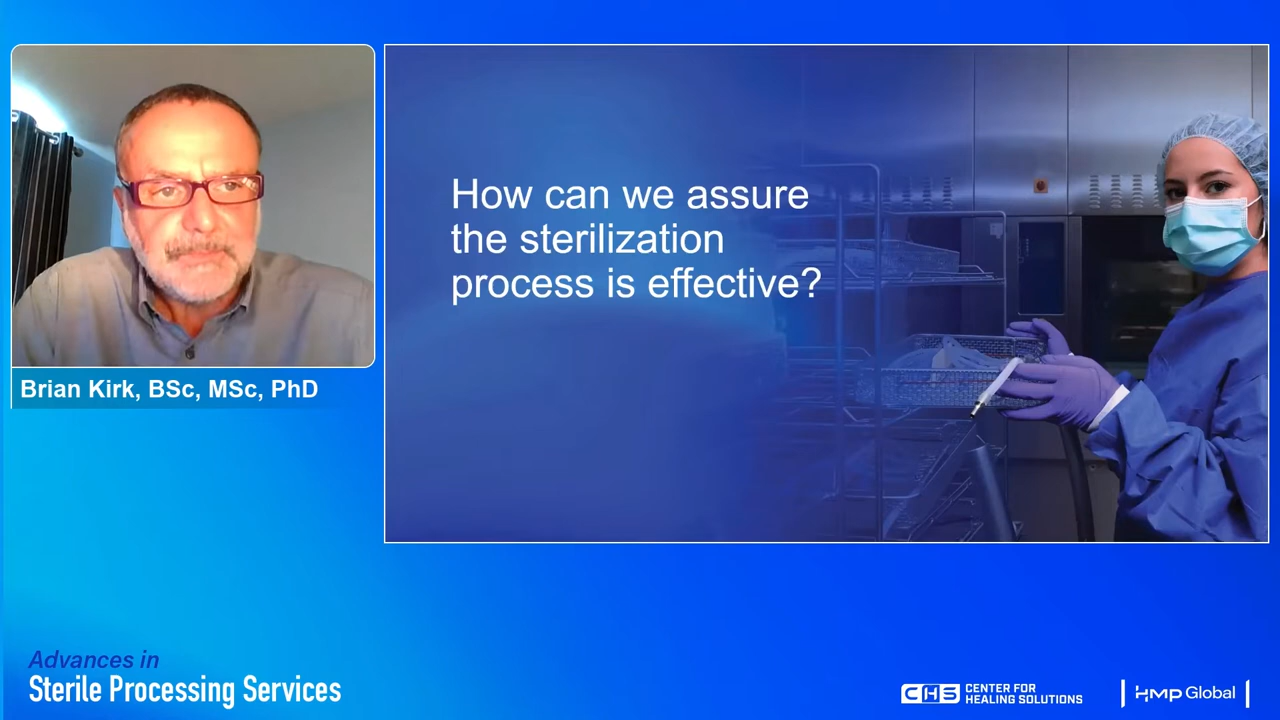 How can we assure
the sterilization
process is effective?
Brian Kirk, BSc, MSc, PhD
Advances in
Sterile Processing Services
CHS CENTER FOR
HEALING SOLUTIONS
HMP Global